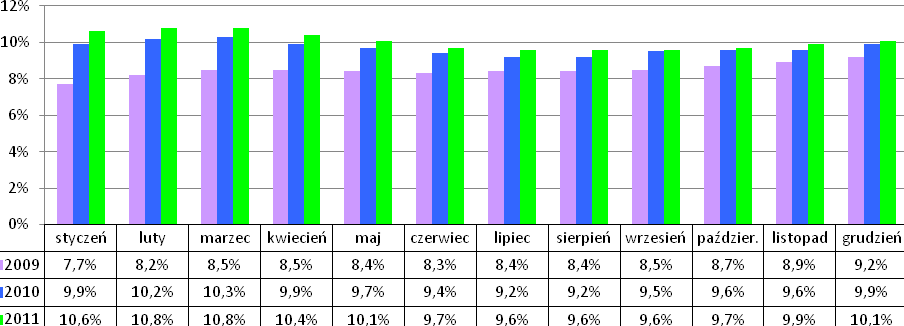 12%
10%
8%
6%
4%
2%
0%
styczeń luty marzec kwiecień maj czerwiec lipiec sierpień wrzesień paździer. listopad grudzień
2009 7,7% 8,2% 8,5% 8,5% 8,4% 8,3% 8,4% 8,4% 8,5% 8,7% 8,9% 9,2%
2010 9,9% 10,2% 10,3% 9,9% 9,7% 9,4% 9,2% 9,2% 9,5% 9,6% 9,6% 9,9%
2011 10,6% 10,8% 10,8% 10,4% 10,1% 9,7% 9,6% 9,6% 9,6% 9,7% 9,9% 10,1%